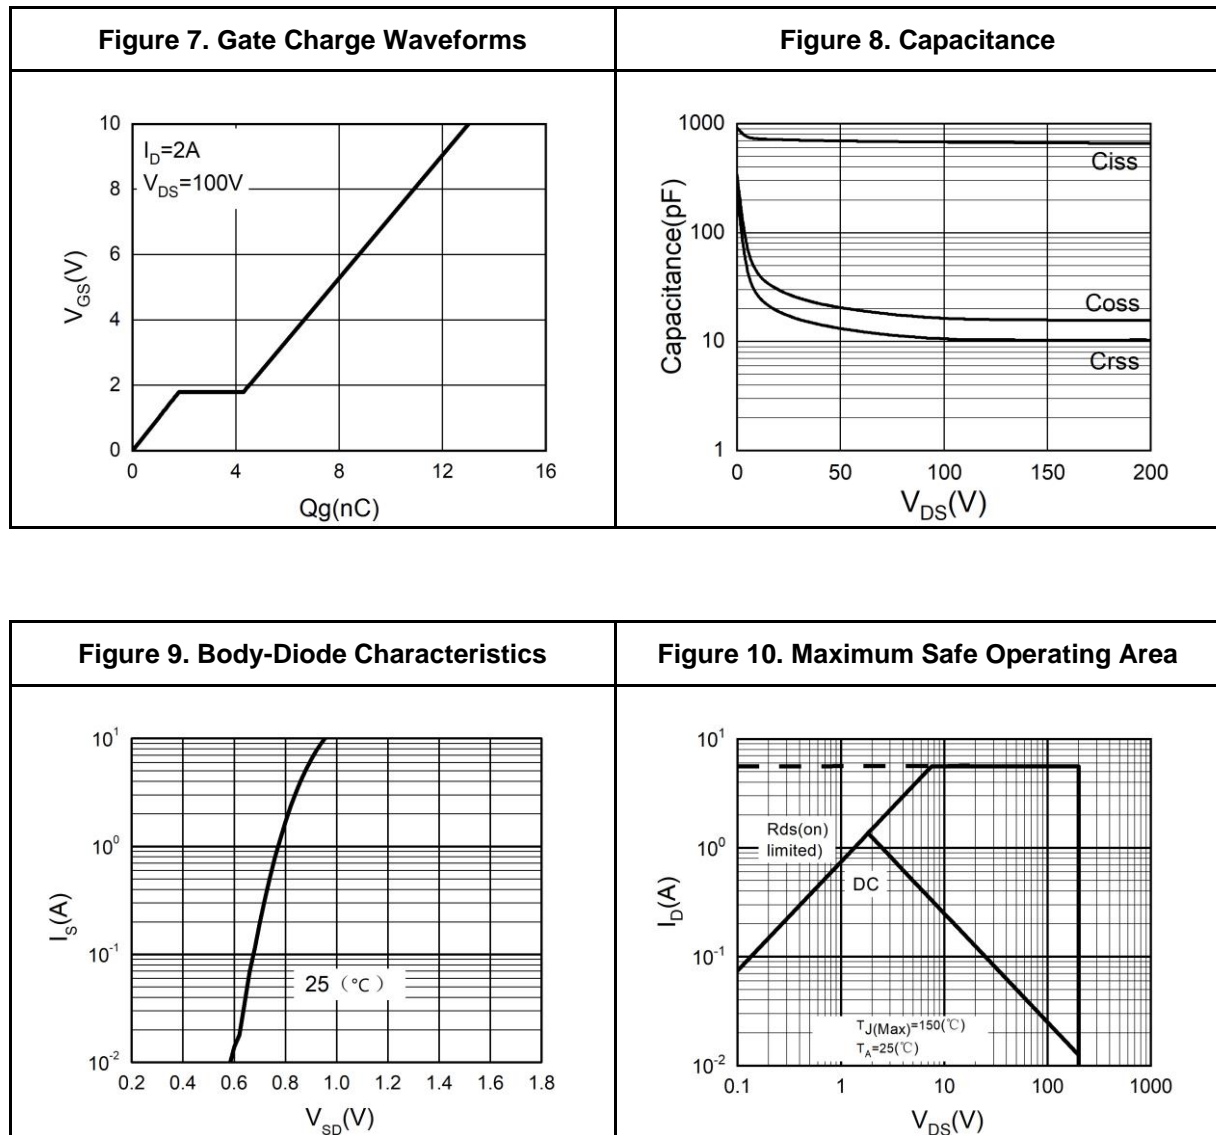 Figure 7. Gate Charge Waveforms
Figure 8. Capacitance
10
8
6
4
2
0
V_GS(V)
I_D=2A
V_DS=100V
0 4 8 12 16
Qg(nC)
1000
100
10
1
Capacitance(pF)
Ciss
Coss
Crss
0 50 100 150 200
V_DS(V)
Figure 9. Body-Diode Characteristics
Figure 10. Maximum Safe Operating Area
10^1
10^0
10^-1
10^-2
I_S(A)
25（℃）
0.2 0.4 0.6 0.8 1.0 1.2 1.4 1.6 1.8
V_SD(V)
10^1
10^0
10^-1
10^-2
I_D(A)
Rds(on)
limited)
DC
T_J(Max)=150(℃)
T_A=25(℃)
0.1 1 10 100 1000
V_DS(V)